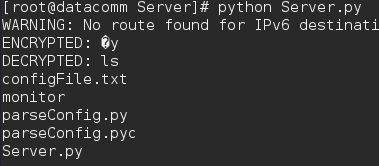 [root@datacomm Server]# python Server.py
WARNING: No route found for IPv6 destinati
ENCRYPTED: �y
DECRYPTED: ls
configFile.txt
monitor
parseConfig.py
parseConfig.pyc
Server.py